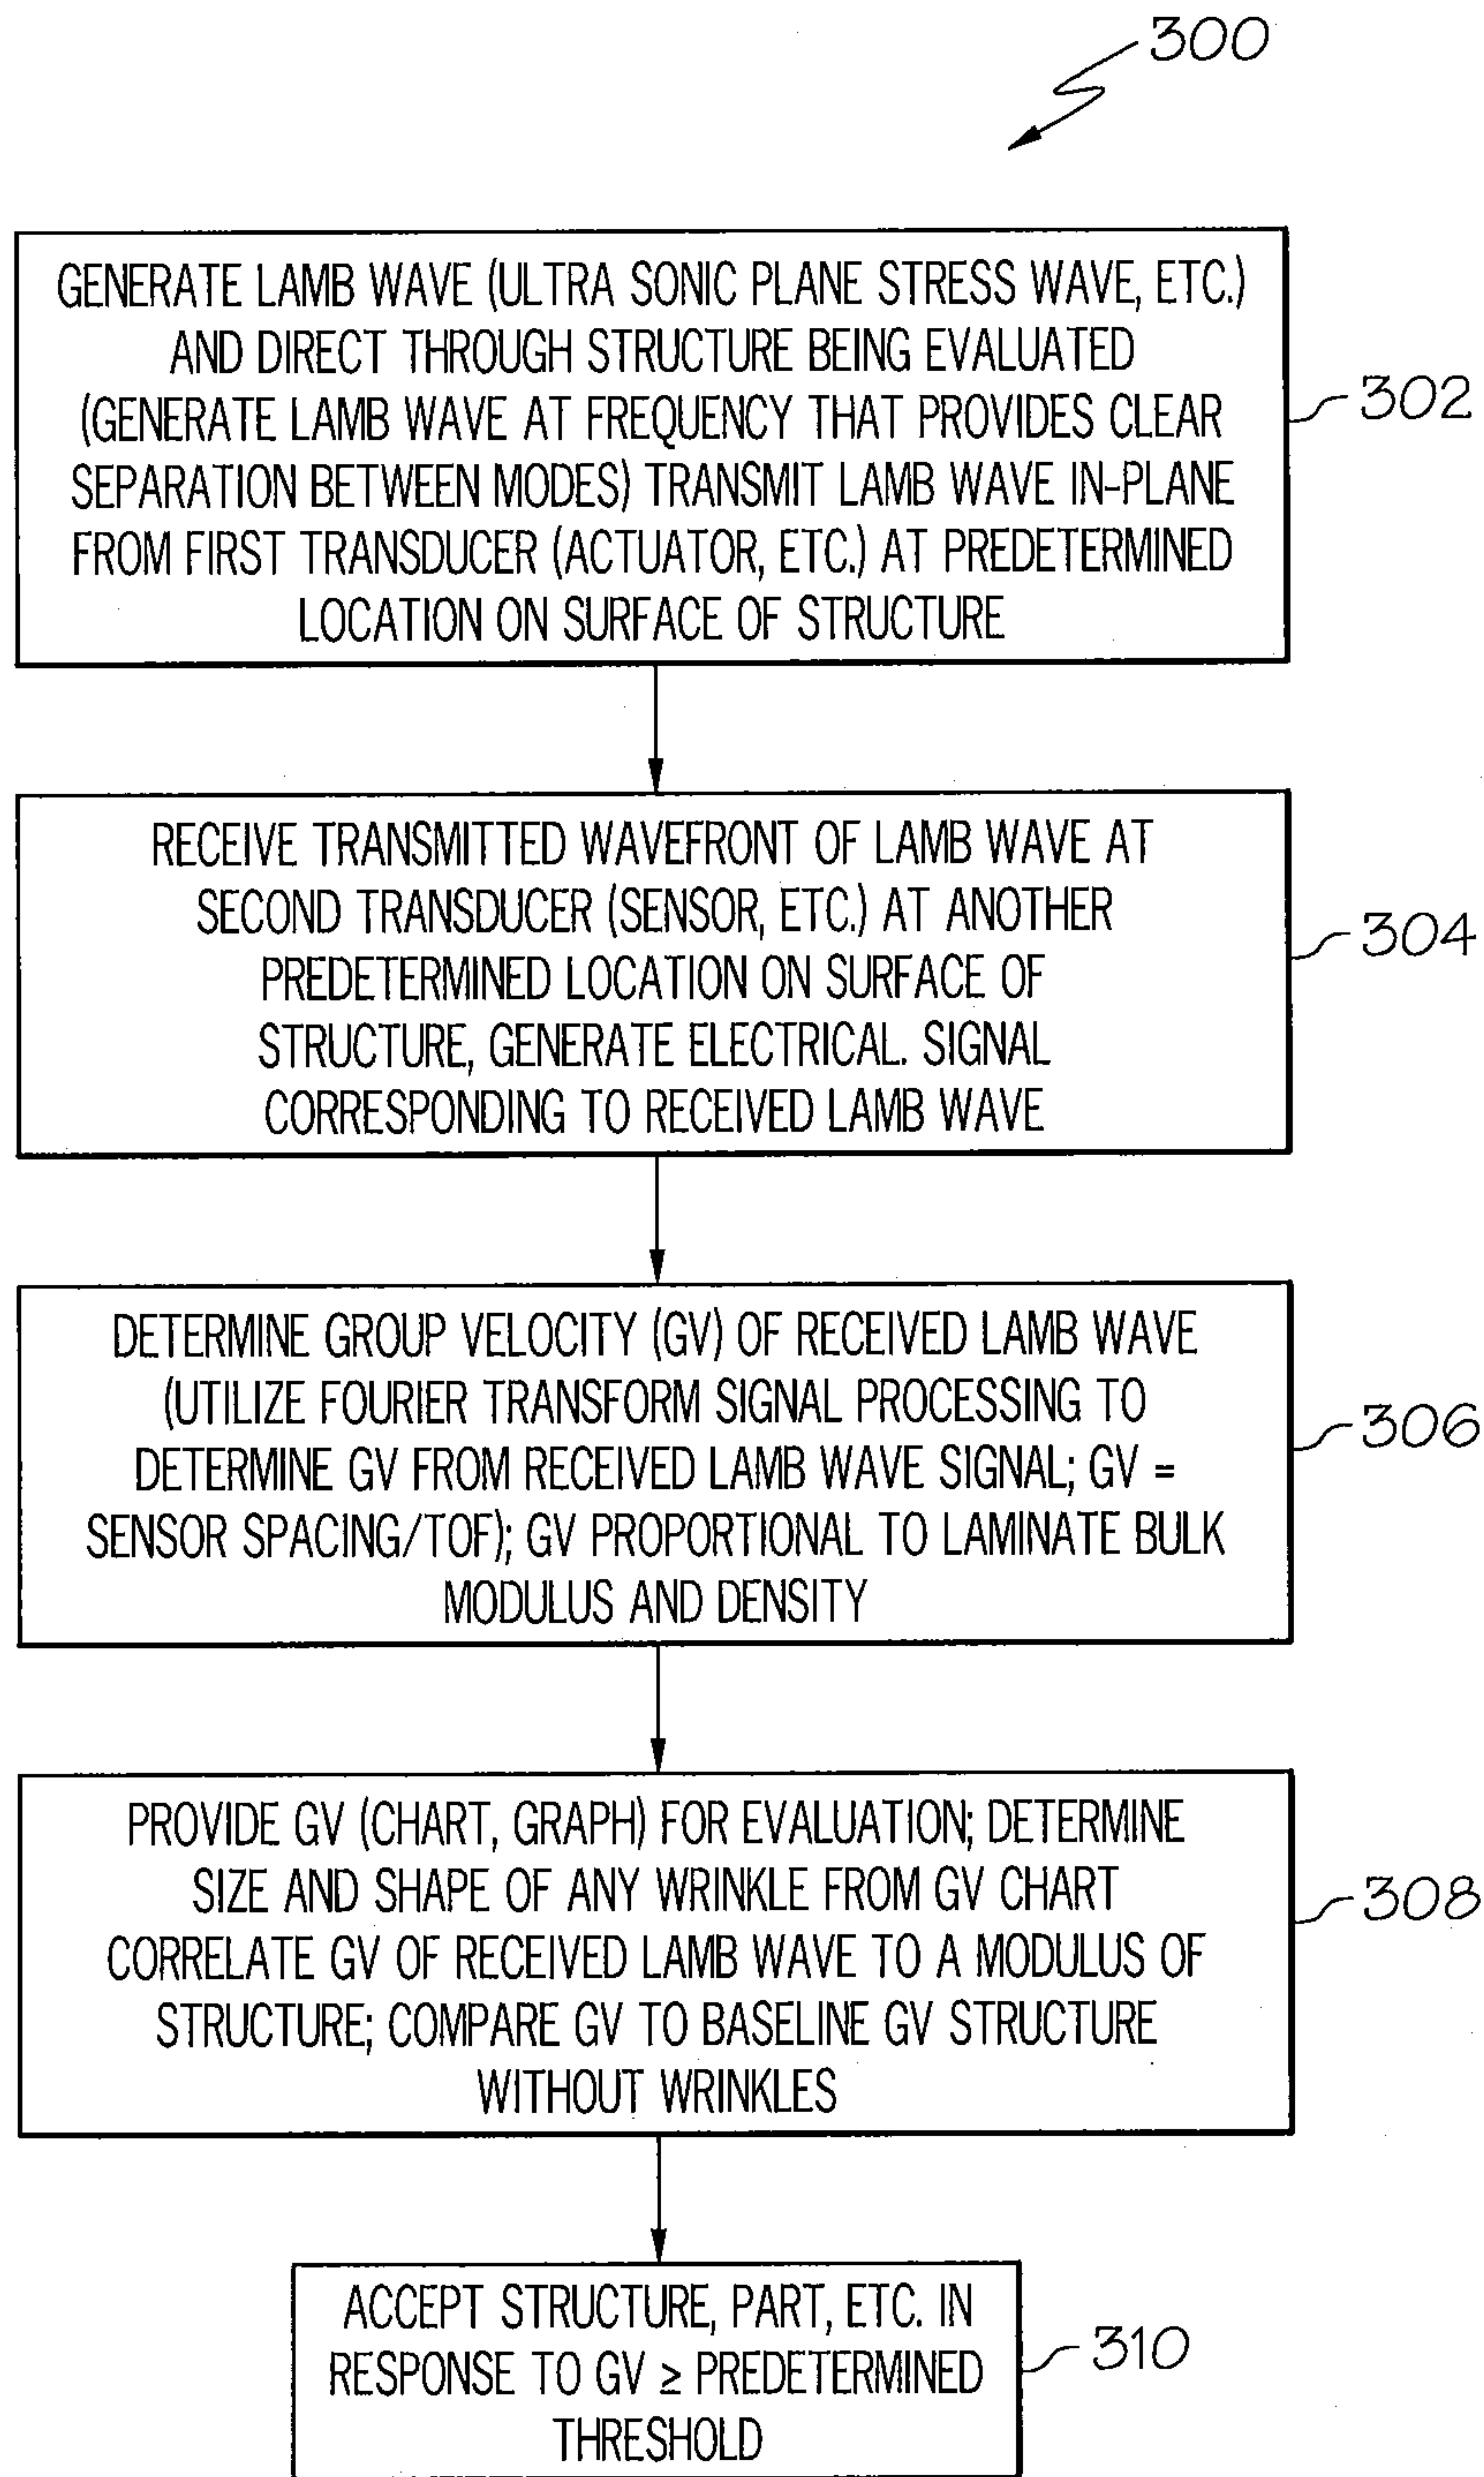 300
GENERATE LAMB WAVE (ULTRA SONIC PLANE STRESS WAVE, ETC.)
AND DIRECT THROUGH STRUCTURE BEING EVALUATED
(GENERATE LAMB WAVE AT FREQUENCY THAT PROVIDES CLEAR
SEPARATION BETWEEN MODES) TRANSMIT LAMB WAVE IN-PLANE
FROM FIRST TRANSDUCER (ACTUATOR, ETC.) AT PREDETERMINED
LOCATION ON SURFACE OF STRUCTURE
302
RECEIVE TRANSMITTED WAVEFRONT OF LAMB WAVE AT
SECOND TRANSDUCER (SENSOR, ETC.) AT ANOTHER
PREDETERMINED LOCATION ON SURFACE OF
STRUCTURE, GENERATE ELECTRICAL. SIGNAL
CORRESPONDING TO RECEIVED LAMB WAVE
304
DETERMINE GROUP VELOCITY (GV) OF RECEIVED LAMB WAVE
(UTILIZE FOURIER TRANSFORM SIGNAL PROCESSING TO
DETERMINE GV FROM RECEIVED LAMB WAVE SIGNAL; GV =
SENSOR SPACING/TOF); GV PROPORTIONAL TO LAMINATE BULK
MODULUS AND DENSITY
306
PROVIDE GV (CHART, GRAPH) FOR EVALUATION; DETERMINE
SIZE AND SHAPE OF ANY WRINKLE FROM GV CHART
CORRELATE GV OF RECEIVED LAMB WAVE TO A MODULUS OF
STRUCTURE; COMPARE GV TO BASELINE GV STRUCTURE
WITHOUT WRINKLES
308
ACCEPT STRUCTURE, PART, ETC. IN
RESPONSE TO GV ≥ PREDETERMINED
THRESHOLD
310